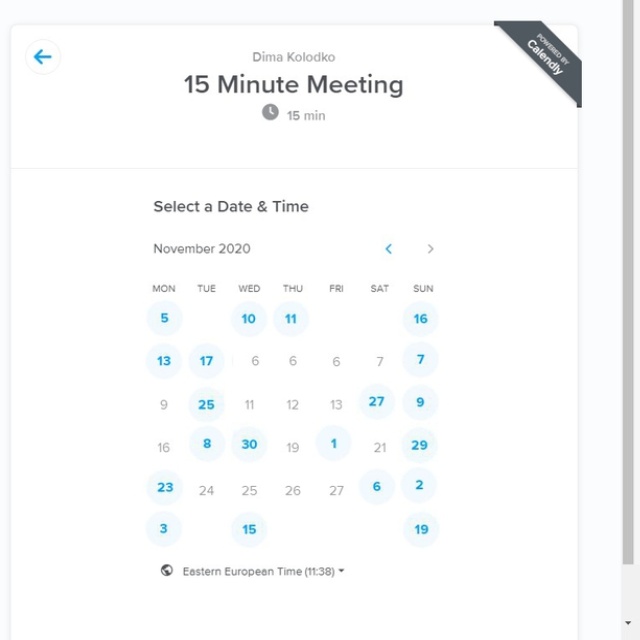 Dima Kolodko
POWERED BY
Calendly
15 Minute Meeting
15 min
Select a Date & Time
November 2020
MON TUE WED THU FRI SAT SUN
5 10 11 16
13 17 6 6 6 7 7
9 25 11 12 13 27 9
16 8 30 19 1 21 29
23 24 25 26 27 6 2
3 15 19
Eastern European Time (11:38)